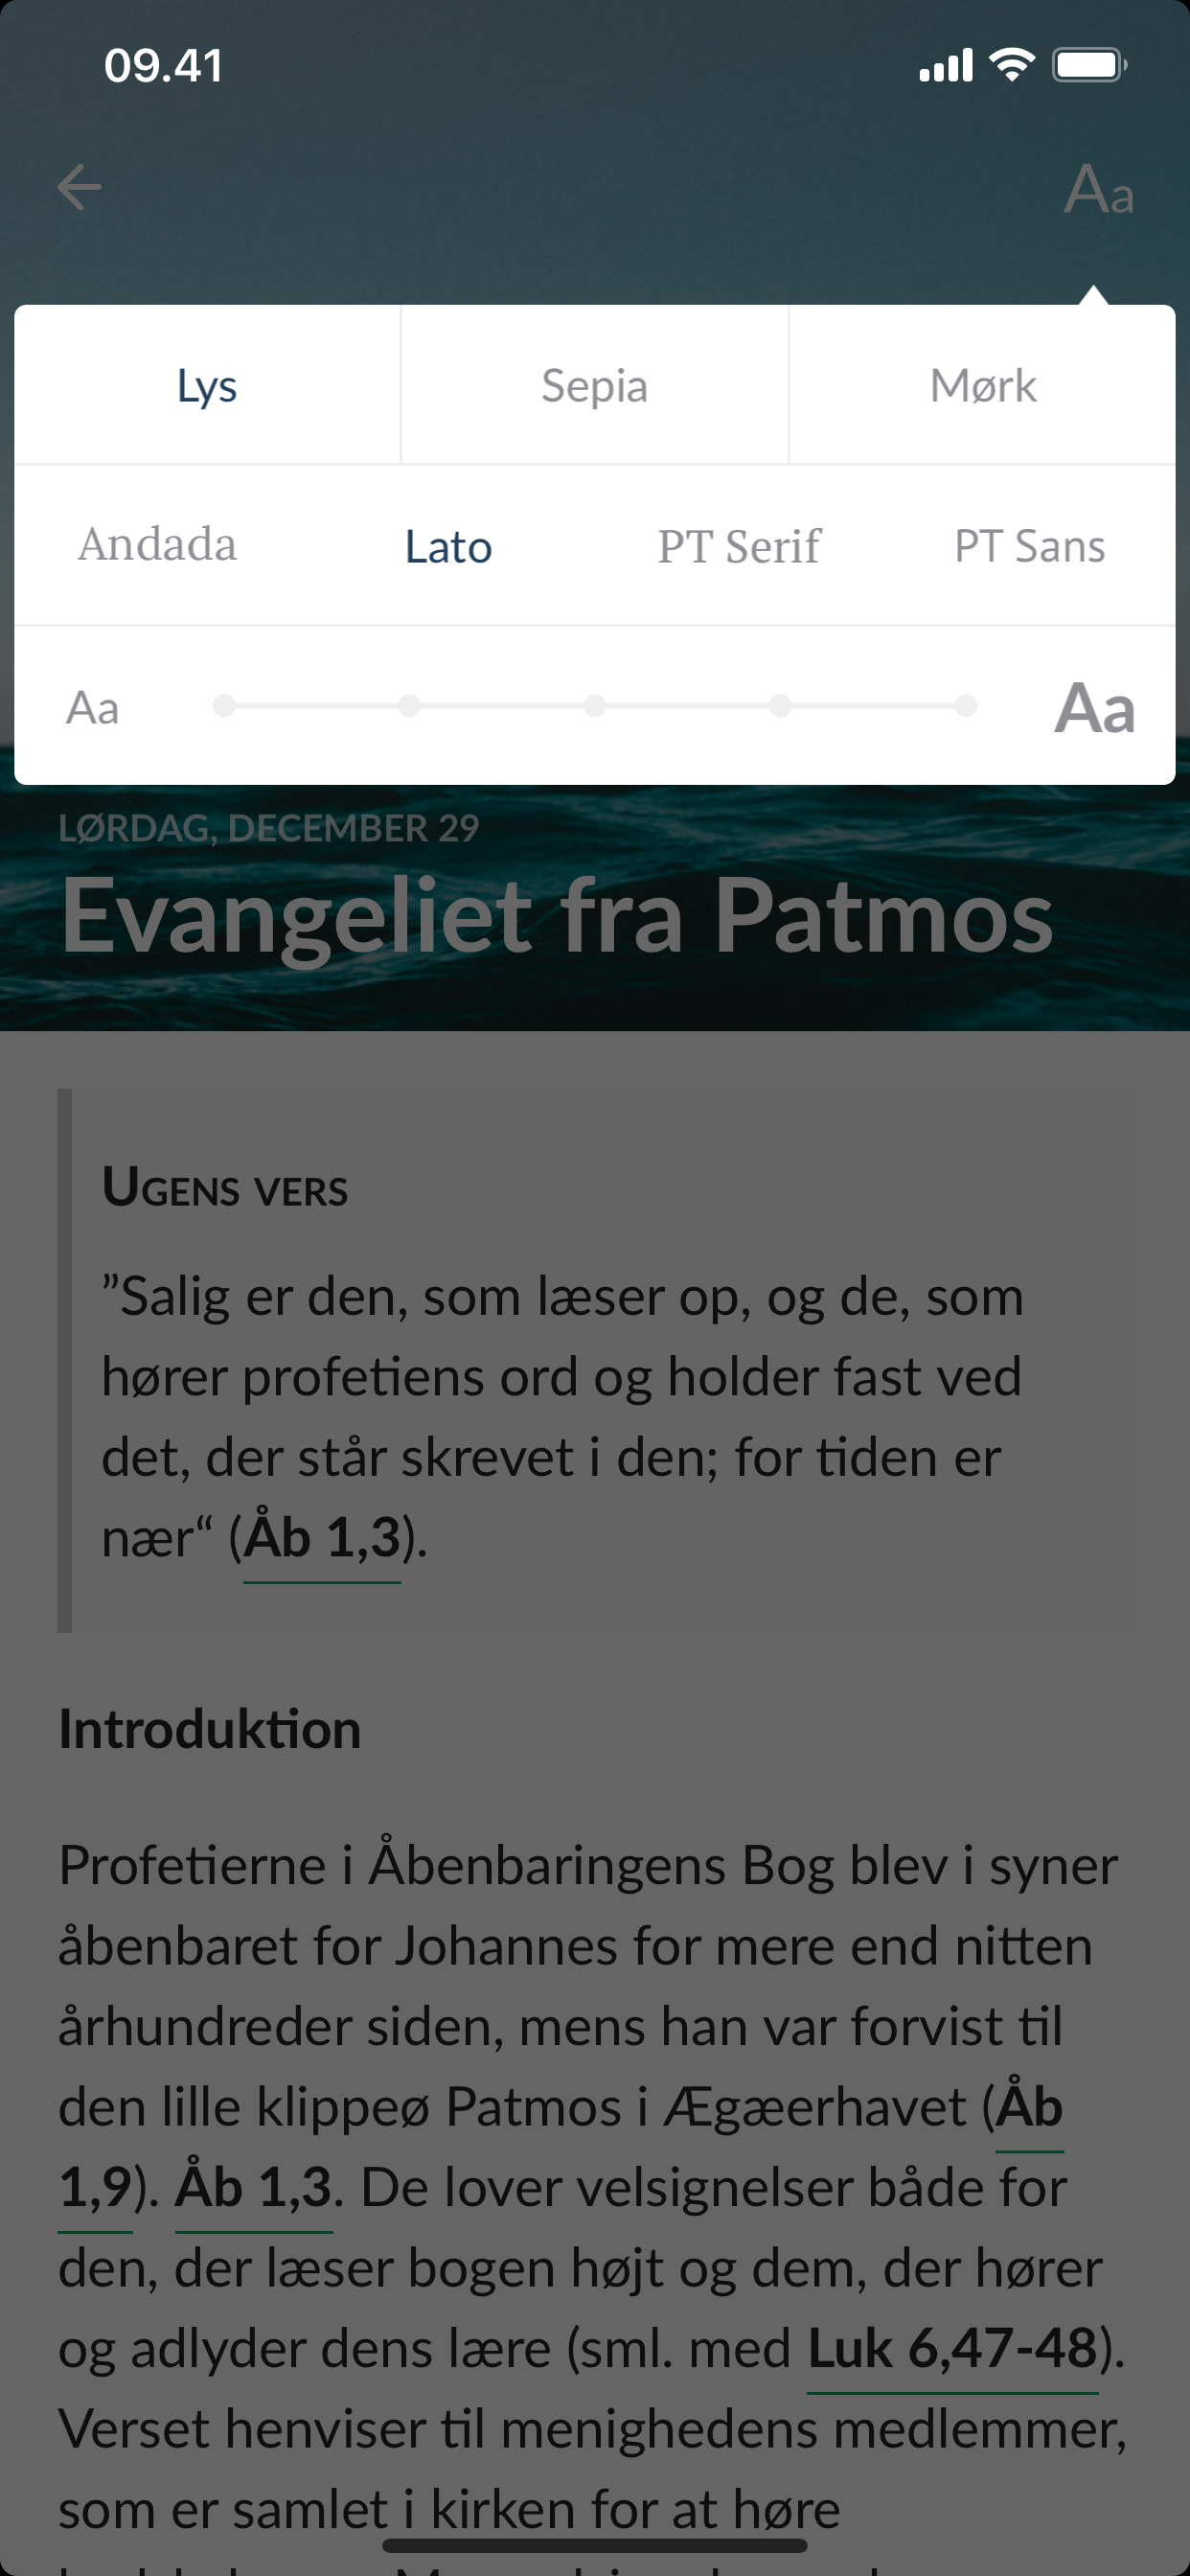 09.41
Aa
Lys Sepia Mørk
Andada Lato PT Serif PT Sans
Aa Aa
LØRDAG, DECEMBER 29
Evangeliet fra Patmos
Ugens vers
”Salig er den, som læser op, og de, som
hører profetiens ord og holder fast ved
det, der står skrevet i den; for tiden er
nær“ (Åb 1,3).
Introduktion
Profetierne i Åbenbaringens Bog blev i syner
åbenbaret for Johannes for mere end nitten
århundreder siden, mens han var forvist til
den lille klippeø Patmos i Ægæerhavet (Åb
1,9). Åb 1,3. De lover velsignelser både for
den, der læser bogen højt og dem, der hører
og adlyder dens lære (sml. med Luk 6,47-48).
Verset henviser til menighedens medlemmer,
som er samlet i kirken for at høre